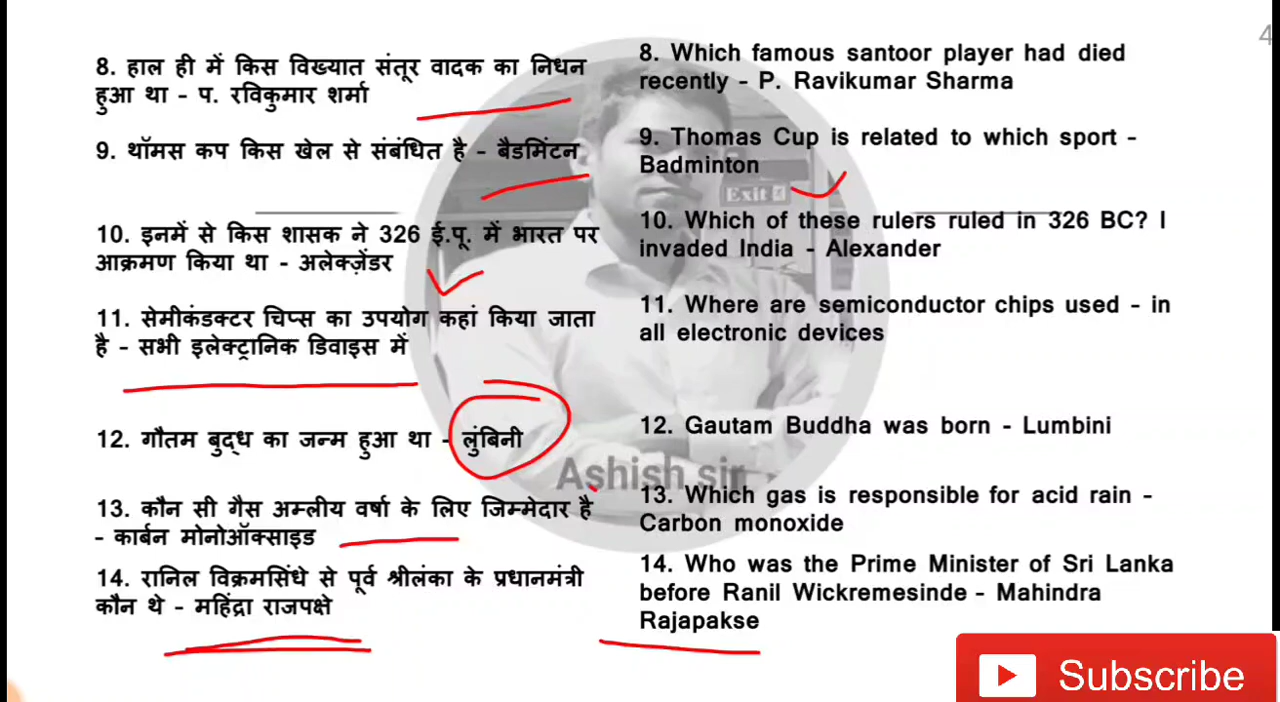 4
8. हाल ही में किस विख्यात संतूर वादक का निधन
हुआ था - प. रविकुमार शर्मा
9. थॉमस कप किस खेल से संबंधित है - बैडमिंटन
10. इनमें से किस शासक ने 326 ई.पू. में भारत पर
आक्रमण किया था - अलेक्ज़ेंडर
11. सेमीकंडक्टर चिप्स का उपयोग कहां किया जाता
है - सभी इलेक्ट्रानिक डिवाइस में
12. गौतम बुद्ध का जन्म हुआ था - लुंबिनी
13. कौन सी गैस अम्लीय वर्षा के लिए जिम्मेदार है
- कार्बन मोनोऑक्साइड
14. रानिल विक्रमसिंधे से पूर्व श्रीलंका के प्रधानमंत्री
कौन थे - महिंद्रा राजपक्षे
8. Which famous santoor player had died
recently - P. Ravikumar Sharma
9. Thomas Cup is related to which sport -
Badminton
10. Which of these rulers ruled in 326 BC? I
invaded India - Alexander
11. Where are semiconductor chips used - in
all electronic devices
12. Gautam Buddha was born - Lumbini
13. Which gas is responsible for acid rain -
Carbon monoxide
14. Who was the Prime Minister of Sri Lanka
before Ranil Wickremesinde - Mahindra
Rajapakse
Exit
Ashish sir
Subscribe